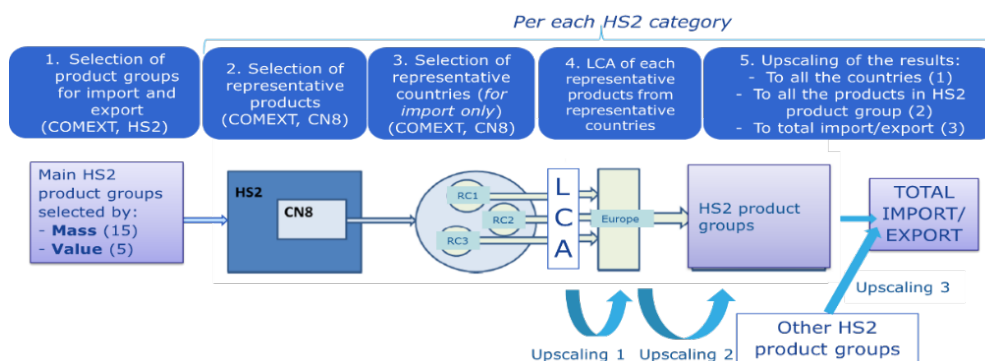 Per each HS2 category
1. Selection of
product groups
for import and
export
(COMEXT, HS2)
2. Selection of
representative
products
(COMEXT, CN8)
3. Selection of
representative
countries (for
import only)
(COMEXT, CN8)
4. LCA of each
representative
products from
representative
countries
5. Upscaling of the results:
- To all the countries (1)
- To all the products in HS2
product group (2)
- To total import/export (3)
Main HS2
product groups
selected by:
- Mass (15)
- Value (5)
HS2
CN8
RC1
RC2
RC3
L
C
A
Europe
HS2 product
groups
TOTAL
IMPORT/
EXPORT
Upscaling 1
Upscaling 2
Upscaling 3
Other HS2
product groups